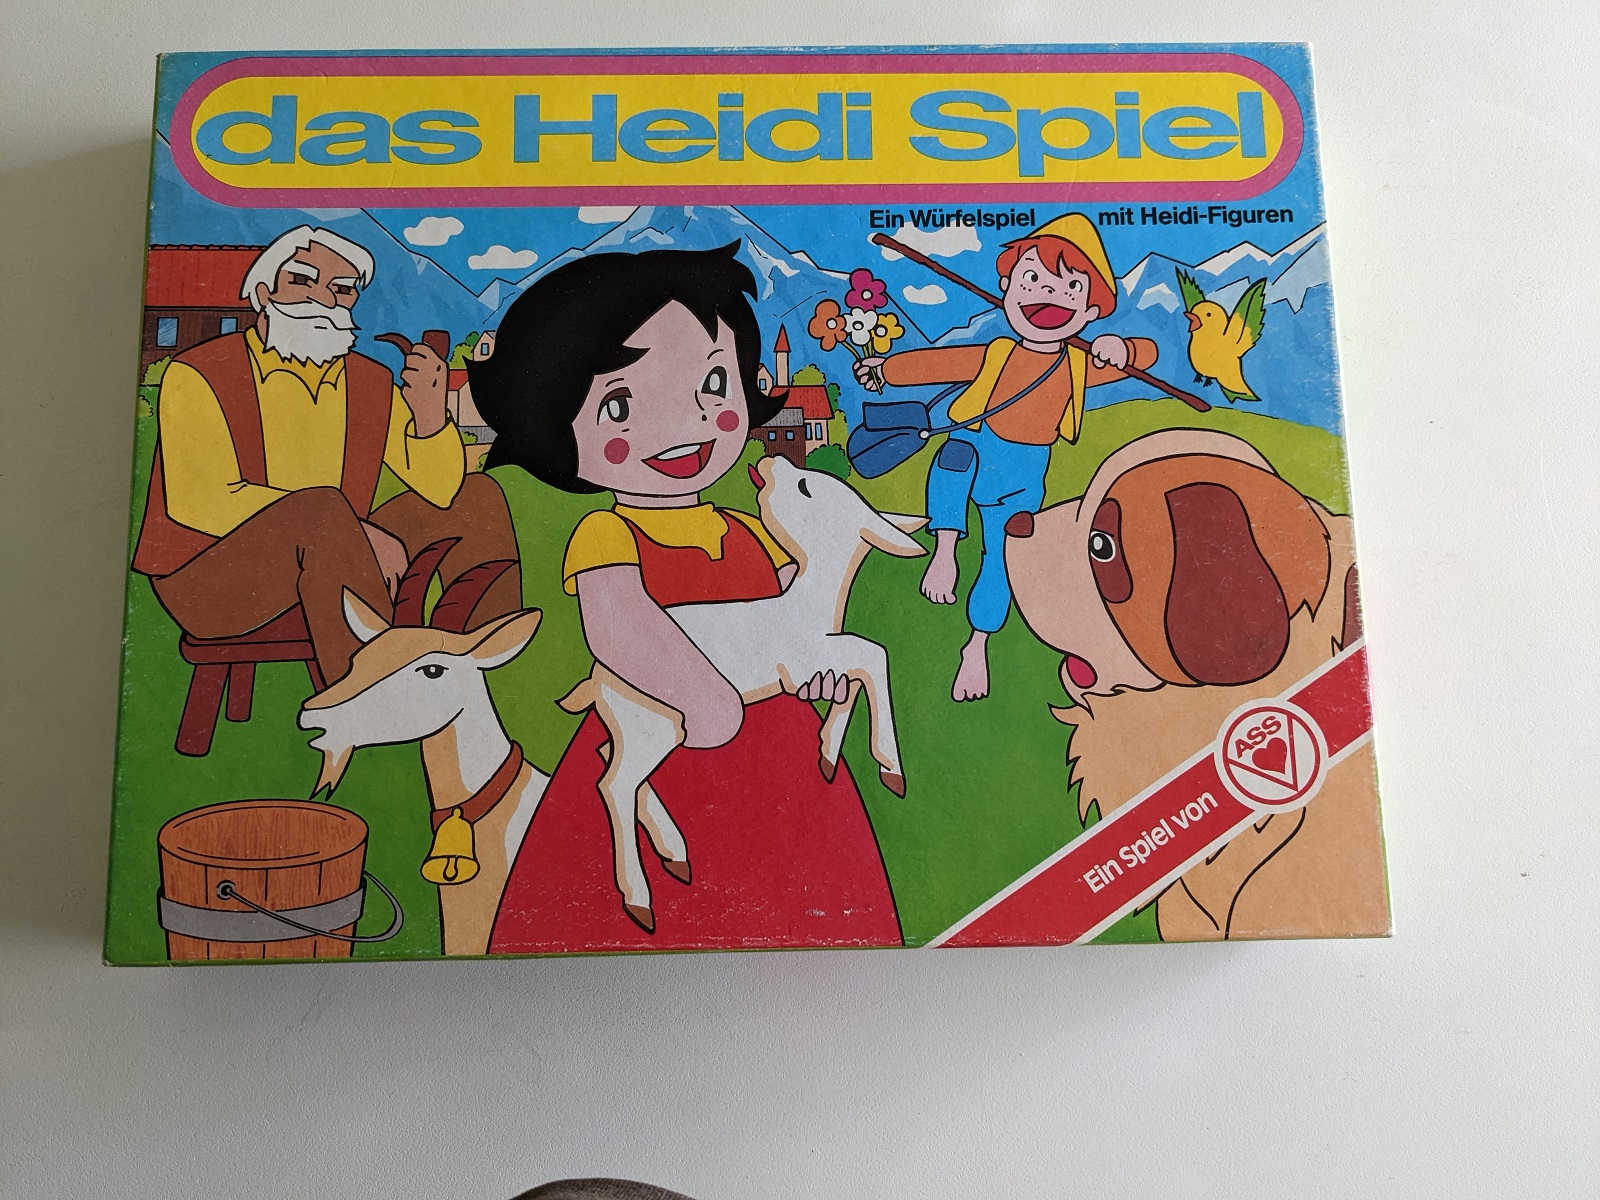 das Heidi Spiel
Ein Würfelspiel mit Heidi-Figuren
Ein Spiel von
ASS